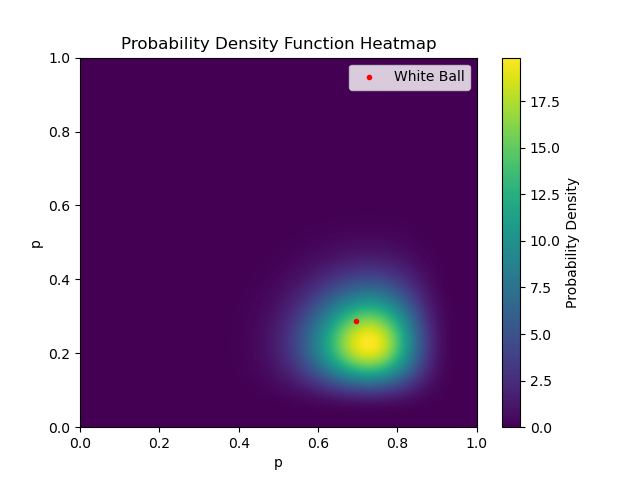 Probability Density Function Heatmap
White Ball
1.0
0.8
0.6
0.4
0.2
0.0
p
0.0 0.2 0.4 0.6 0.8 1.0
p
17.5
15.0
12.5
10.0
7.5
5.0
2.5
0.0
Probability Density